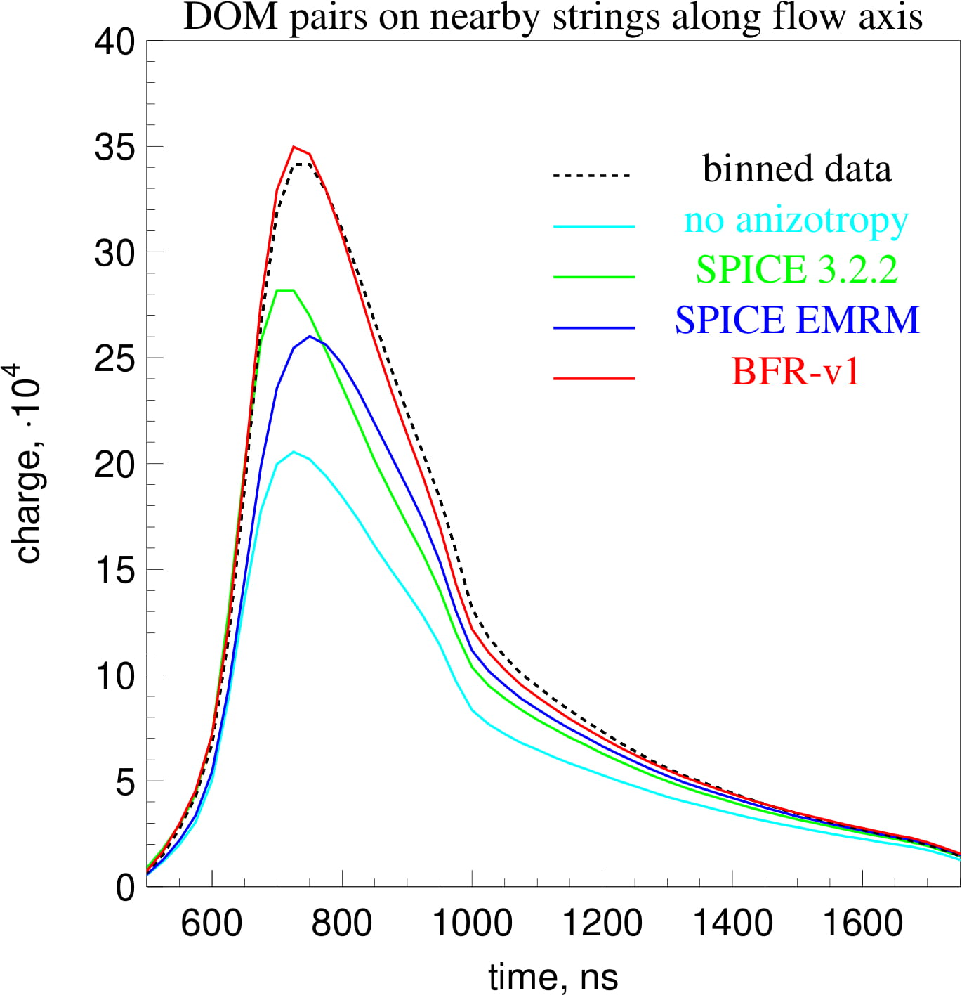 DOM pairs on nearby strings along flow axis
40
35
30
25
20
15
10
5
0
charge, ·10⁴
binned data
no anizotropy
SPICE 3.2.2
SPICE EMRM
BFR-v1
600 800 1000 1200 1400 1600
time, ns